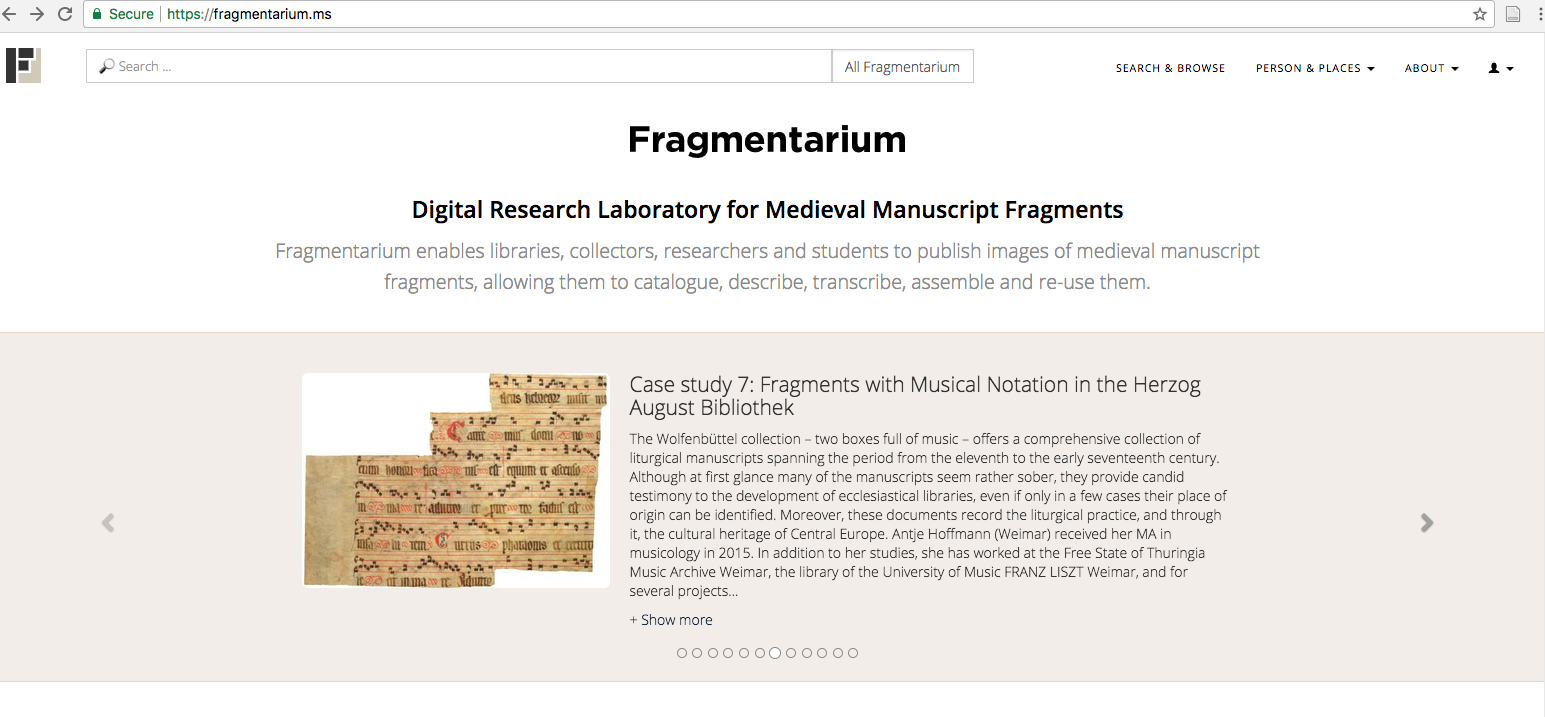 Secure https://fragmentarium.ms
Search ...
All Fragmentarium
SEARCH & BROWSE
PERSON & PLACES
ABOUT
Fragmentarium
Digital Research Laboratory for Medieval Manuscript Fragments
Fragmentarium enables libraries, collectors, researchers and students to publish images of medieval manuscript
fragments, allowing them to catalogue, describe, transcribe, assemble and re-use them.
Case study 7: Fragments with Musical Notation in the Herzog
August Bibliothek
The Wolfenbüttel collection – two boxes full of music – offers a comprehensive collection of
liturgical manuscripts spanning the period from the eleventh to the early seventeenth century.
Although at first glance many of the manuscripts seem rather sober, they provide candid
testimony to the development of ecclesiastical libraries, even if only in a few cases their place of
origin can be identified. Moreover, these documents record the liturgical practice, and through
it, the cultural heritage of Central Europe. Antje Hoffmann (Weimar) received her MA in
musicology in 2015. In addition to her studies, she has worked at the Free State of Thuringia
Music Archive Weimar, the library of the University of Music FRANZ LISZT Weimar, and for
several projects...
+ Show more